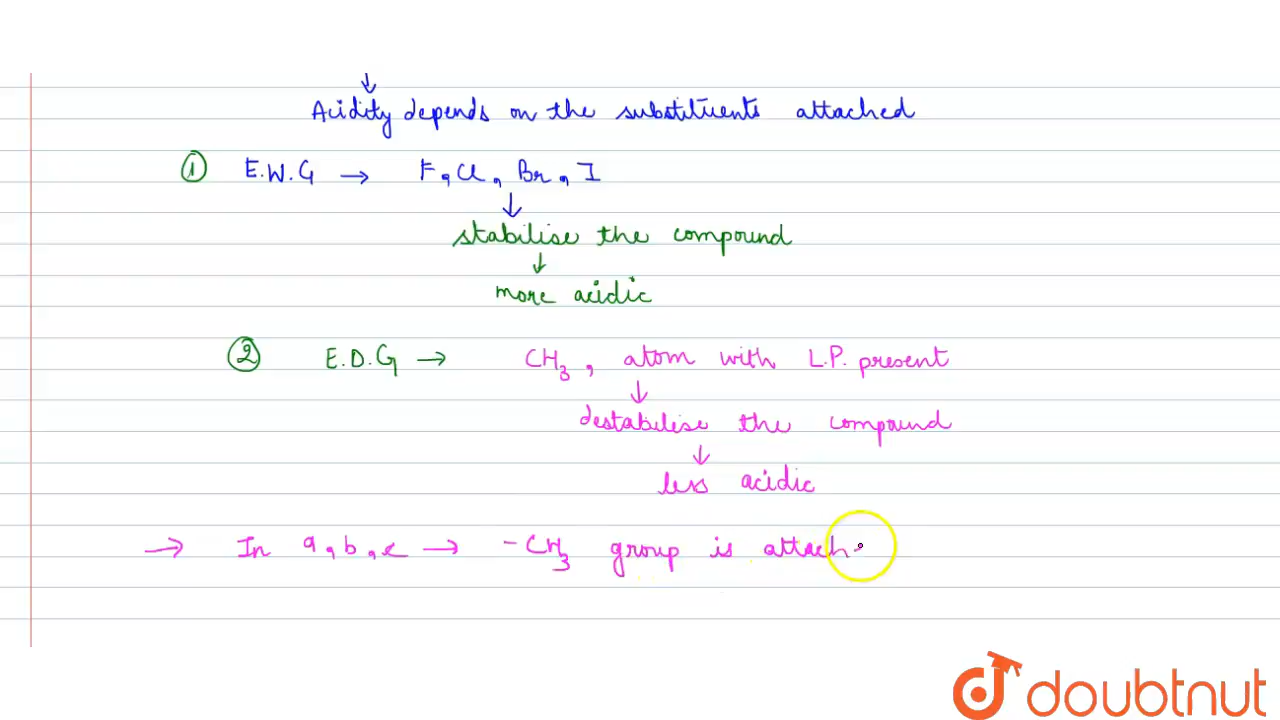 ↓
Acidity depends on the substituents attached
① E.W.G → F, Cl, Br, I
↓
stabilise the compound
↓
more acidic
② E.D.G → CH₃, atom with L.P. present
↓
destabilise the compound
↓
less acidic
→ In a, b, c → -CH₃ group is attach
doubtnut